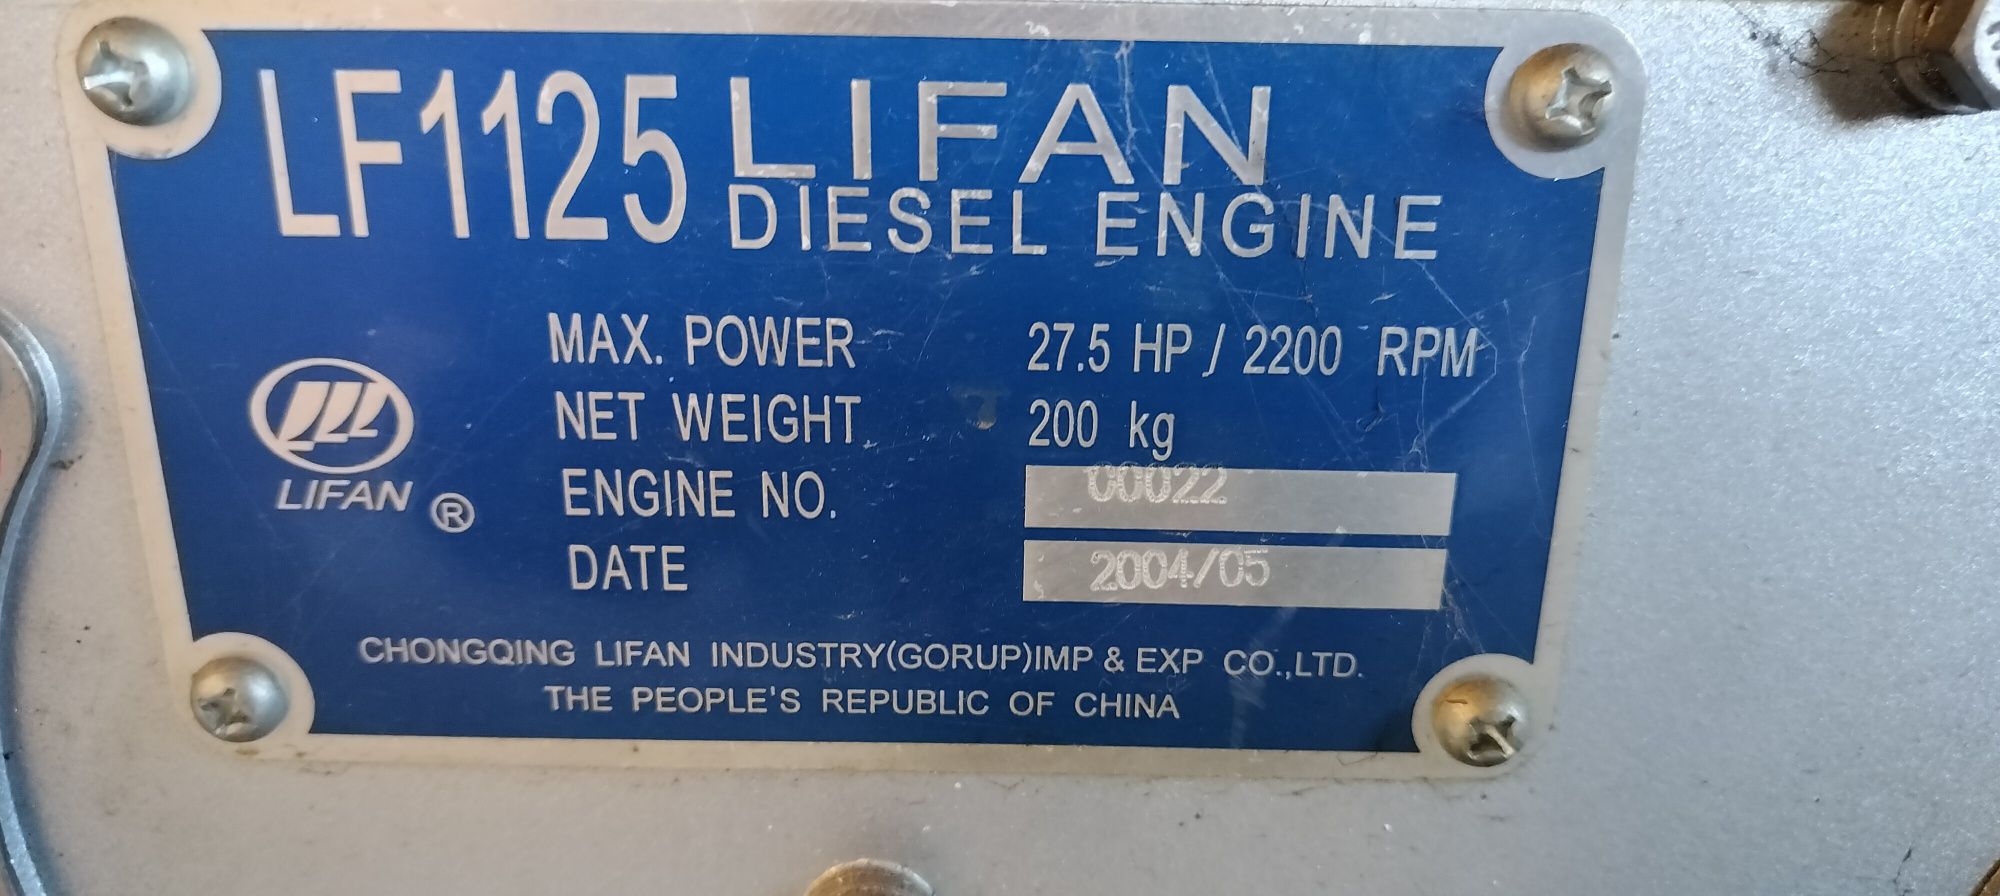 LF1125 LIFAN
DIESEL ENGINE
MAX. POWER 27.5 HP / 2200 RPM
NET WEIGHT 200 kg
ENGINE NO. 00022
DATE 2004/05
LIFAN ®
CHONGQING LIFAN INDUSTRY(GORUP)IMP & EXP CO.,LTD.
THE PEOPLE'S REPUBLIC OF CHINA